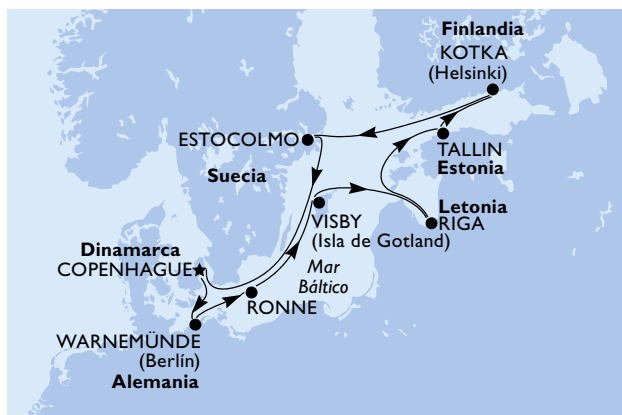 Finlandia
KOTKA
(Helsinki)
ESTOCOLMO
TALLIN
Estonia
Suecia
Letonia
RIGA
VISBY
(Isla de Gotland)
Dinamarca
COPENHAGUE
Mar
Báltico
RONNE
WARNEMÜNDE
(Berlín)
Alemania